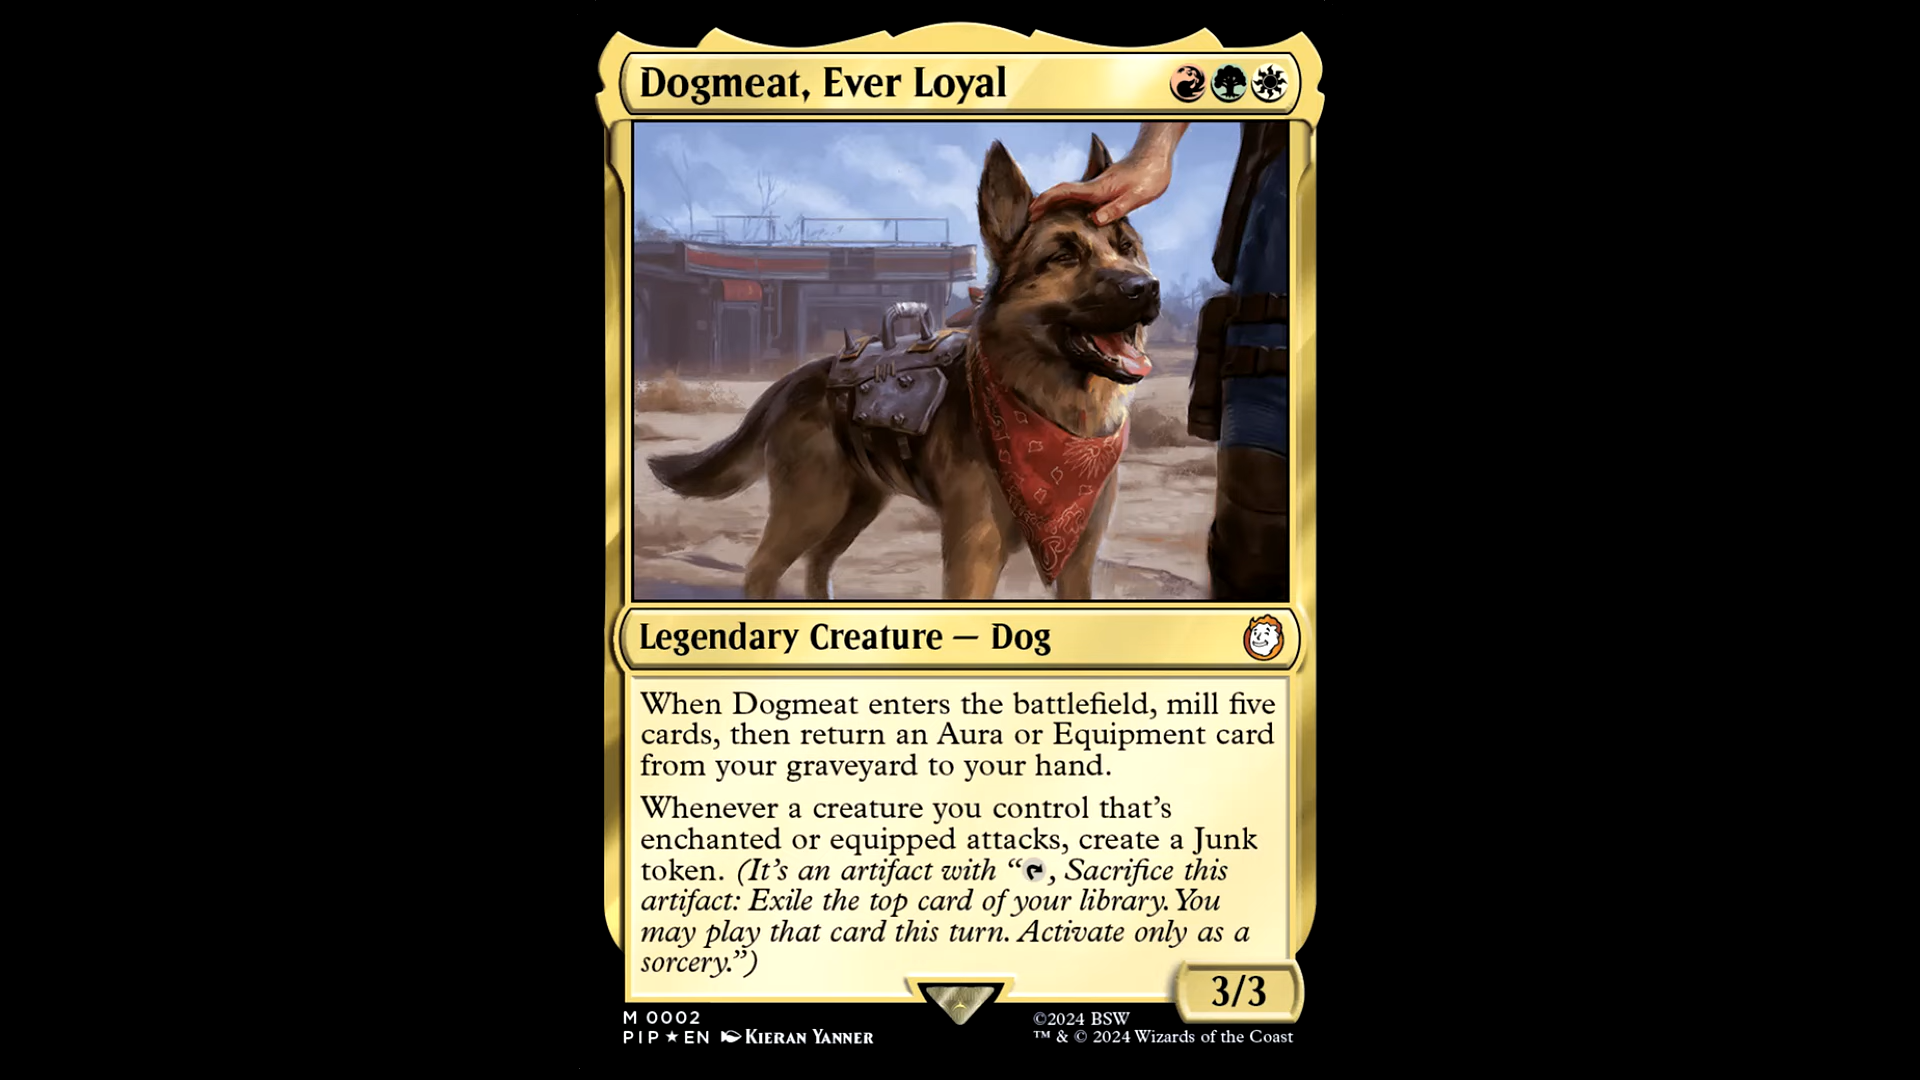 Dogmeat, Ever Loyal
Legendary Creature — Dog
When Dogmeat enters the battlefield, mill five
cards, then return an Aura or Equipment card
from your graveyard to your hand.
Whenever a creature you control that’s
enchanted or equipped attacks, create a Junk
token. (It’s an artifact with “, Sacrifice this
artifact: Exile the top card of your library. You
may play that card this turn. Activate only as a
sorcery.”)
3/3
M 0002
PIP ★ EN KIERAN YANNER
©2024 BSW
™ & © 2024 Wizards of the Coast